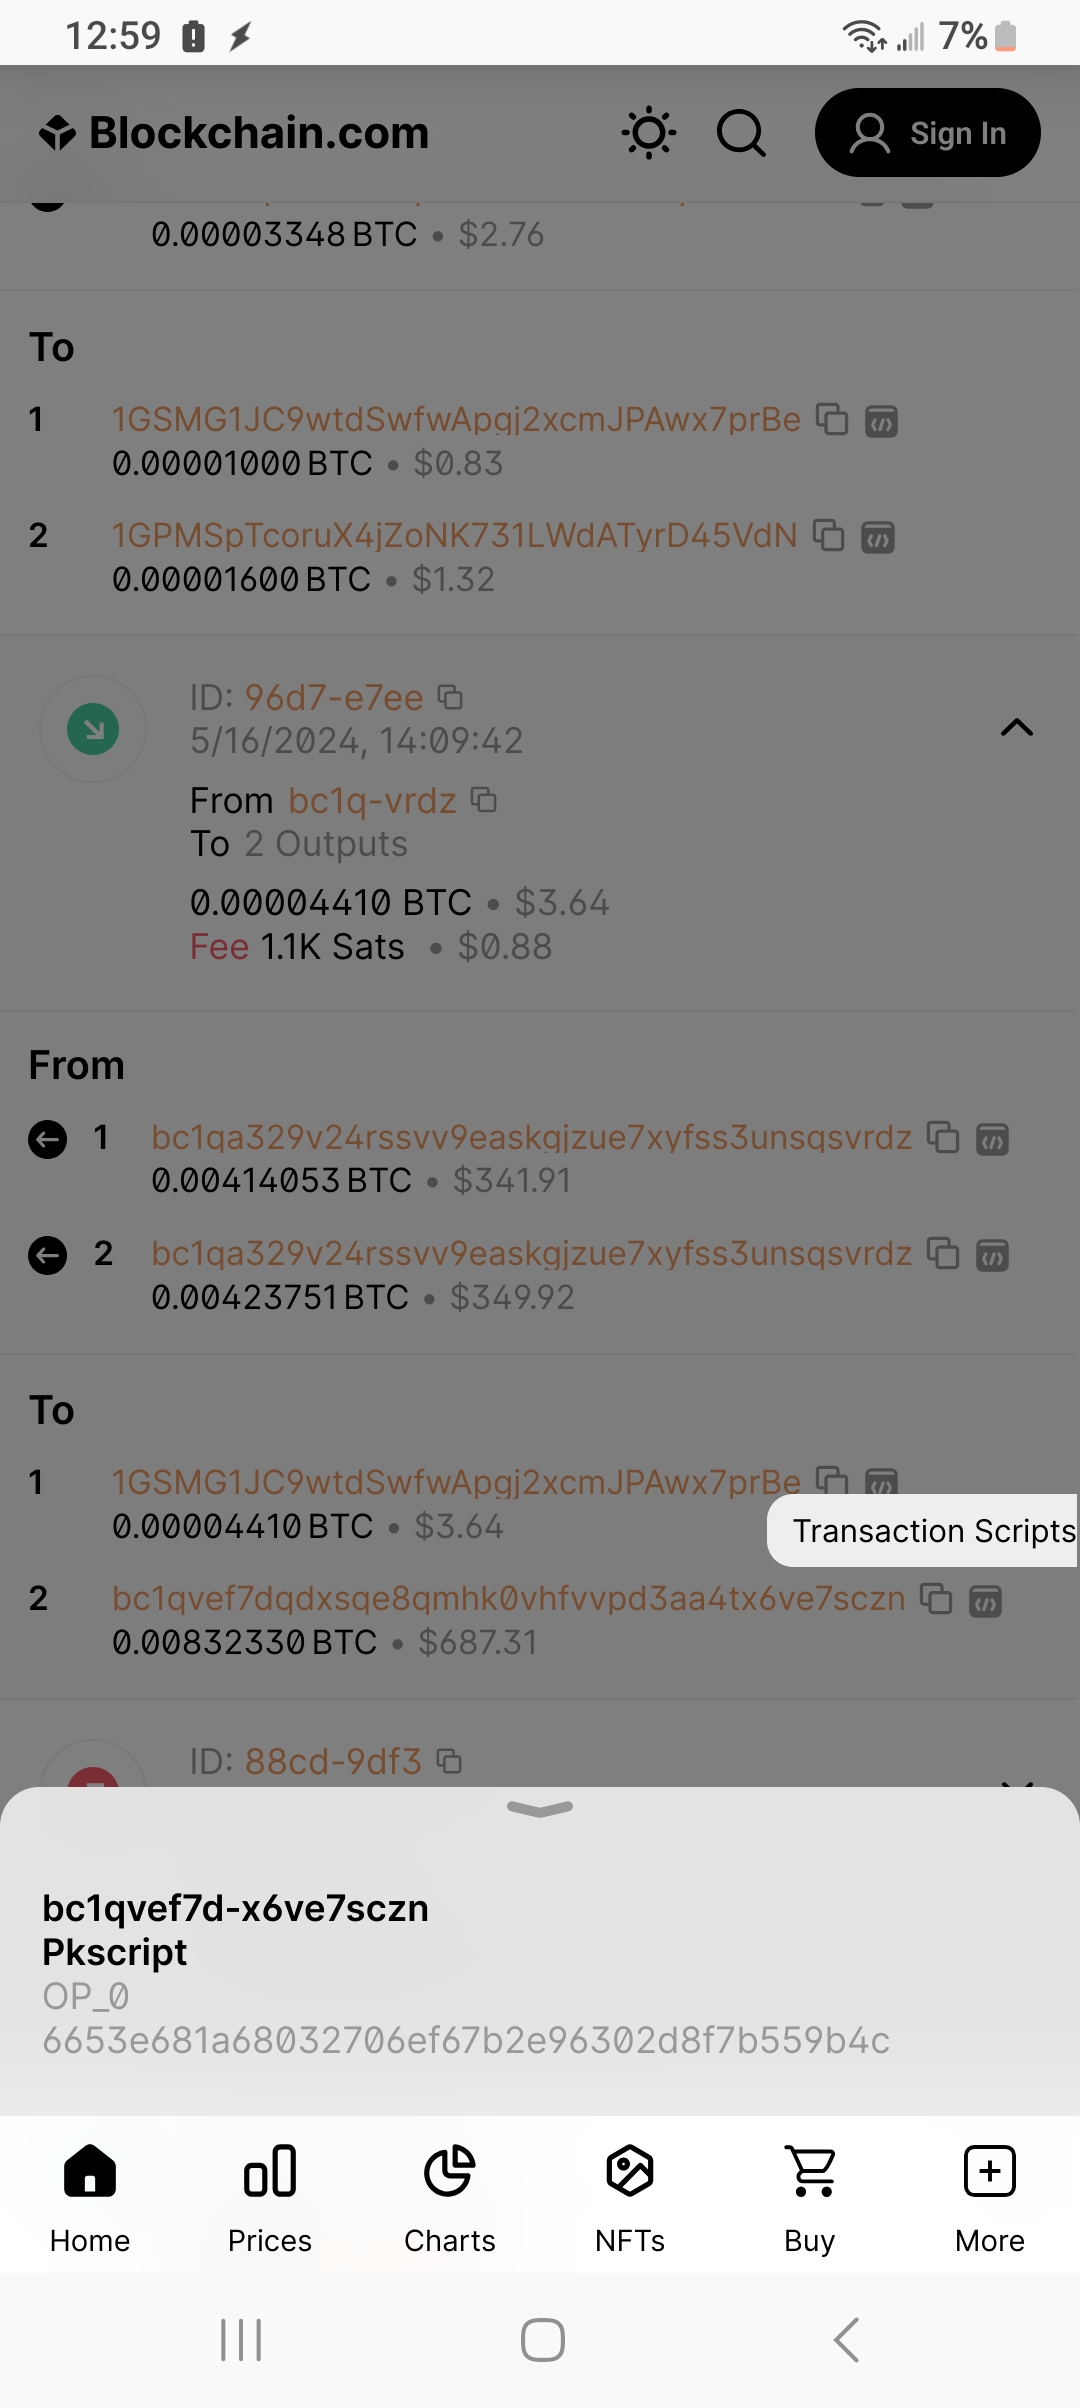 12:59
7%
Blockchain.com
Sign In
0.00003348 BTC • $2.76
To
1 1GSMG1JC9wtdSwfwApgj2xcmJPAwx7prBe
0.00001000 BTC • $0.83
2 1GPMSpTcoruX4jZoNK731LWdATyrD45VdN
0.00001600 BTC • $1.32
ID: 96d7-e7ee
5/16/2024, 14:09:42
From bc1q-vrdz
To 2 Outputs
0.00004410 BTC • $3.64
Fee 1.1K Sats • $0.88
From
1 bc1qa329v24rssvv9easkgjzue7xyfss3unsqsvrdz
0.00414053 BTC • $341.91
2 bc1qa329v24rssvv9easkgjzue7xyfss3unsqsvrdz
0.00423751 BTC • $349.92
To
1 1GSMG1JC9wtdSwfwApgj2xcmJPAwx7prBe
0.00004410 BTC • $3.64
Transaction Scripts
2 bc1qvef7dqdxsqe8qmhk0vhfvvpd3aa4tx6ve7sczn
0.00832330 BTC • $687.31
ID: 88cd-9df3
bc1qvef7d-x6ve7sczn
Pkscript
OP_0
6653e681a68032706ef67b2e96302d8f7b559b4c
Home
Prices
Charts
NFTs
Buy
More